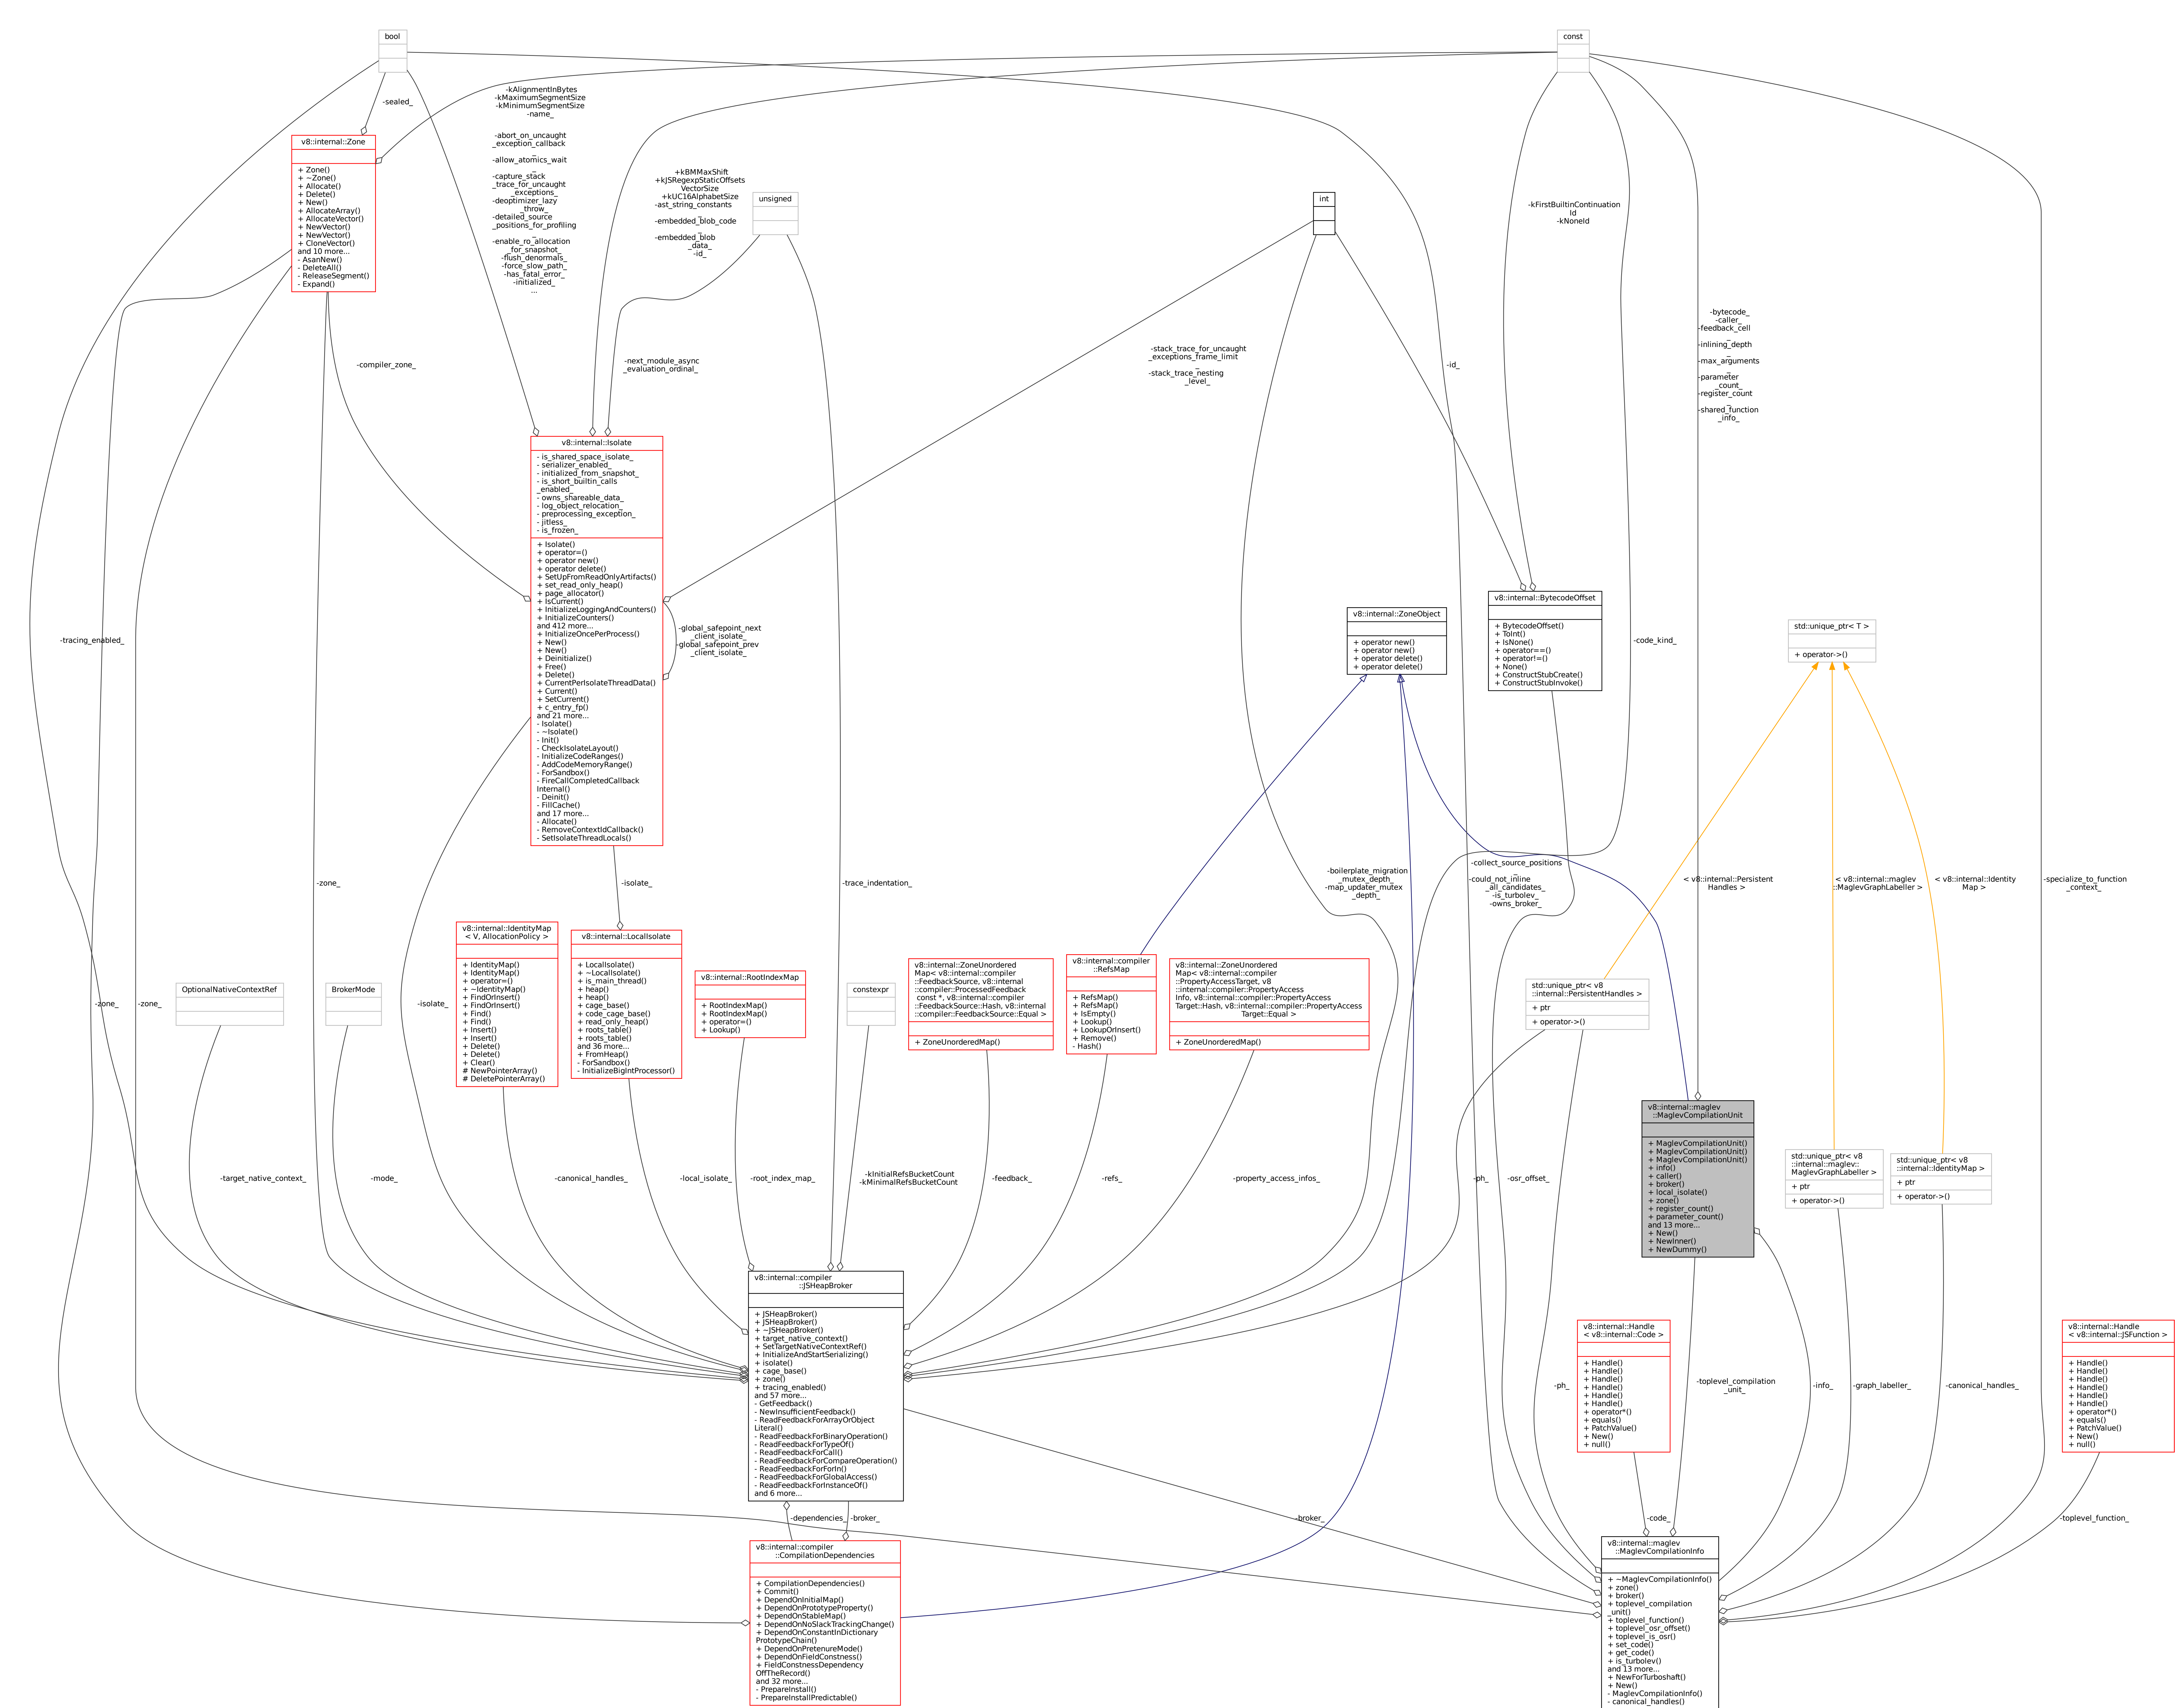 bool
const
-sealed_
-kAlignmentInBytes
-kMaximumSegmentSize
-kMinimumSegmentSize
-name_
v8::internal::Zone
+ Zone()
+ ~Zone()
+ Allocate()
+ Delete()
+ New()
+ AllocateArray()
+ AllocateVector()
+ NewVector()
+ NewVector()
+ CloneVector()
and 10 more...
- AsanNew()
- DeleteAll()
- ReleaseSegment()
- Expand()
-abort_on_uncaught
_exception_callback
_
-allow_atomics_wait
_
-capture_stack
_trace_for_uncaught
_exceptions_
-deoptimizer_lazy
_throw_
-detailed_source
_positions_for_profiling
_
-enable_ro_allocation
_for_snapshot_
-flush_denormals_
-force_slow_path_
-has_fatal_error_
-initialized_
...
+kBMMaxShift
+kJSRegexpStaticOffsets
VectorSize
+kUC16AlphabetSize
-ast_string_constants
_
-embedded_blob_code
_
-embedded_blob
_data_
-id_
unsigned
int
-kFirstBuiltinContinuation
Id
-kNoneId
-bytecode_
-caller_
-feedback_cell
_
-inlining_depth
_
-max_arguments
_
-parameter
_count_
-register_count
_
-shared_function
_info_
-compiler_zone_
-next_module_async
_evaluation_ordinal_
-stack_trace_for_uncaught
_exceptions_frame_limit
_
-stack_trace_nesting
_level_
-id_
v8::internal::Isolate
- is_shared_space_isolate_
- serializer_enabled_
- initialized_from_snapshot_
- is_short_builtin_calls
_enabled_
- owns_shareable_data_
- log_object_relocation_
- preprocessing_exception_
- jitless_
- is_frozen_
+ Isolate()
+ operator=()
+ operator new()
+ operator delete()
+ SetUpFromReadOnlyArtifacts()
+ set_read_only_heap()
+ page_allocator()
+ IsCurrent()
+ InitializeLoggingAndCounters()
+ InitializeCounters()
and 412 more...
+ InitializeOncePerProcess()
+ New()
+ New()
+ Deinitialize()
+ Free()
+ Delete()
+ CurrentPerIsolateThreadData()
+ Current()
+ SetCurrent()
+ c_entry_fp()
and 21 more...
- Isolate()
- ~Isolate()
- Init()
- CheckIsolateLayout()
- InitializeCodeRanges()
- AddCodeMemoryRange()
- ForSandbox()
- FireCallCompletedCallback
Internal()
- Deinit()
- FillCache()
and 17 more...
- Allocate()
- RemoveContextIdCallback()
- SetIsolateThreadLocals()
-global_safepoint_next
_client_isolate_
-global_safepoint_prev
_client_isolate_
-tracing_enabled_
v8::internal::ZoneObject
+ operator new()
+ operator new()
+ operator delete()
+ operator delete()
v8::internal::BytecodeOffset
+ BytecodeOffset()
+ ToInt()
+ IsNone()
+ operator==()
+ operator!=()
+ None()
+ ConstructStubCreate()
+ ConstructStubInvoke()
-code_kind_
std::unique_ptr< T >
+ operator->()
-zone_
-isolate_
-trace_indentation_
-boilerplate_migration
_mutex_depth_
-map_updater_mutex
_depth_
-collect_source_positions
_
-could_not_inline
_all_candidates_
-is_turbolev_
-owns_broker_
< v8::internal::Persistent
Handles >
< v8::internal::maglev
::MaglevGraphLabeller >
< v8::internal::Identity
Map >
-specialize_to_function
_context_
-zone_
-zone_
OptionalNativeContextRef
BrokerMode
-isolate_
v8::internal::IdentityMap
< V, AllocationPolicy >
+ IdentityMap()
+ IdentityMap()
+ operator=()
+ ~IdentityMap()
+ FindOrInsert()
+ FindOrInsert()
+ Find()
+ Find()
+ Insert()
+ Insert()
+ Delete()
+ Delete()
+ Clear()
# NewPointerArray()
# DeletePointerArray()
v8::internal::LocalIsolate
+ LocalIsolate()
+ ~LocalIsolate()
+ is_main_thread()
+ heap()
+ heap()
+ cage_base()
+ code_cage_base()
+ read_only_heap()
+ roots_table()
+ roots_table()
and 36 more...
+ FromHeap()
- ForSandbox()
- InitializeBigIntProcessor()
v8::internal::RootIndexMap
+ RootIndexMap()
+ RootIndexMap()
+ operator=()
+ Lookup()
constexpr
v8::internal::ZoneUnordered
Map< v8::internal::compiler
::FeedbackSource, v8::internal
::compiler::ProcessedFeedback
const *, v8::internal::compiler
::FeedbackSource::Hash, v8::internal
::compiler::FeedbackSource::Equal >
+ ZoneUnorderedMap()
v8::internal::compiler
::RefsMap
+ RefsMap()
+ RefsMap()
+ IsEmpty()
+ Lookup()
+ LookupOrInsert()
+ Remove()
- Hash()
v8::internal::ZoneUnordered
Map< v8::internal::compiler
::PropertyAccessTarget, v8
::internal::compiler::PropertyAccess
Info, v8::internal::compiler::PropertyAccess
Target::Hash, v8::internal::compiler::PropertyAccess
Target::Equal >
+ ZoneUnorderedMap()
std::unique_ptr< v8
::internal::PersistentHandles >
+ ptr
+ operator->()
v8::internal::maglev
::MaglevCompilationUnit
+ MaglevCompilationUnit()
+ MaglevCompilationUnit()
+ MaglevCompilationUnit()
+ info()
+ caller()
+ broker()
+ local_isolate()
+ zone()
+ register_count()
+ parameter_count()
and 13 more...
+ New()
+ NewInner()
+ NewDummy()
std::unique_ptr< v8
::internal::maglev::
MaglevGraphLabeller >
+ ptr
+ operator->()
std::unique_ptr< v8
::internal::IdentityMap >
+ ptr
+ operator->()
-target_native_context_
-mode_
-canonical_handles_
-local_isolate_
-root_index_map_
-kInitialRefsBucketCount
-kMinimalRefsBucketCount
-feedback_
-refs_
-property_access_infos_
-ph_
-osr_offset_
v8::internal::compiler
::JSHeapBroker
+ JSHeapBroker()
+ JSHeapBroker()
+ ~JSHeapBroker()
+ target_native_context()
+ SetTargetNativeContextRef()
+ InitializeAndStartSerializing()
+ isolate()
+ cage_base()
+ zone()
+ tracing_enabled()
and 57 more...
- GetFeedback()
- NewInsufficientFeedback()
- ReadFeedbackForArrayOrObject
Literal()
- ReadFeedbackForBinaryOperation()
- ReadFeedbackForTypeOf()
- ReadFeedbackForCall()
- ReadFeedbackForCompareOperation()
- ReadFeedbackForForIn()
- ReadFeedbackForGlobalAccess()
- ReadFeedbackForInstanceOf()
and 6 more...
-ph_
v8::internal::Handle
< v8::internal::Code >
+ Handle()
+ Handle()
+ Handle()
+ Handle()
+ Handle()
+ Handle()
+ operator*()
+ equals()
+ PatchValue()
+ New()
+ null()
-toplevel_compilation
_unit_
-info_
-graph_labeller_
-canonical_handles_
v8::internal::Handle
< v8::internal::JSFunction >
+ Handle()
+ Handle()
+ Handle()
+ Handle()
+ Handle()
+ Handle()
+ operator*()
+ equals()
+ PatchValue()
+ New()
+ null()
-dependencies_
-broker_
-broker_
-code_
-toplevel_function_
v8::internal::compiler
::CompilationDependencies
+ CompilationDependencies()
+ Commit()
+ DependOnInitialMap()
+ DependOnPrototypeProperty()
+ DependOnStableMap()
+ DependOnNoSlackTrackingChange()
+ DependOnConstantInDictionary
PrototypeChain()
+ DependOnPretenureMode()
+ DependOnFieldConstness()
+ FieldConstnessDependency
OffTheRecord()
and 32 more...
- PrepareInstall()
- PrepareInstallPredictable()
v8::internal::maglev
::MaglevCompilationInfo
+ ~MaglevCompilationInfo()
+ zone()
+ broker()
+ toplevel_compilation
_unit()
+ toplevel_function()
+ toplevel_osr_offset()
+ toplevel_is_osr()
+ set_code()
+ get_code()
+ is_turbolev()
and 13 more...
+ NewForTurboshaft()
+ New()
- MaglevCompilationInfo()
- canonical_handles()